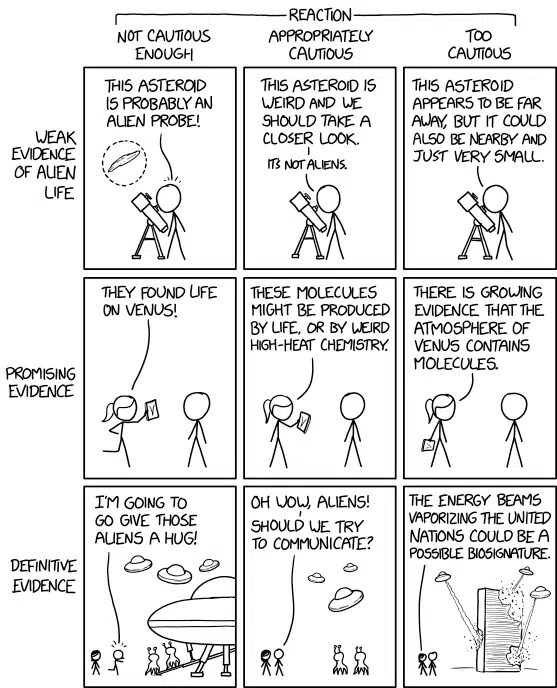 REACTION
NOT CAUTIOUS
ENOUGH
APPROPRIATELY
CAUTIOUS
TOO
CAUTIOUS
WEAK
EVIDENCE
OF ALIEN
LIFE
THIS ASTEROID
IS PROBABLY AN
ALIEN PROBE!
THIS ASTEROID IS
WEIRD AND WE
SHOULD TAKE A
CLOSER LOOK.
IT'S NOT ALIENS.
THIS ASTEROID
APPEARS TO BE FAR
AWAY, BUT IT COULD
ALSO BE NEARBY AND
JUST VERY SMALL.
PROMISING
EVIDENCE
THEY FOUND LIFE
ON VENUS!
THESE MOLECULES
MIGHT BE PRODUCED
BY LIFE, OR BY WEIRD
HIGH-HEAT CHEMISTRY.
THERE IS GROWING
EVIDENCE THAT THE
ATMOSPHERE OF
VENUS CONTAINS
MOLECULES.
DEFINITIVE
EVIDENCE
I'M GOING TO
GO GIVE THOSE
ALIENS A HUG!
OH WOW, ALIENS!
SHOULD WE TRY
TO COMMUNICATE?
THE ENERGY BEAMS
VAPORIZING THE UNITED
NATIONS COULD BE A
POSSIBLE BIOSIGNATURE.